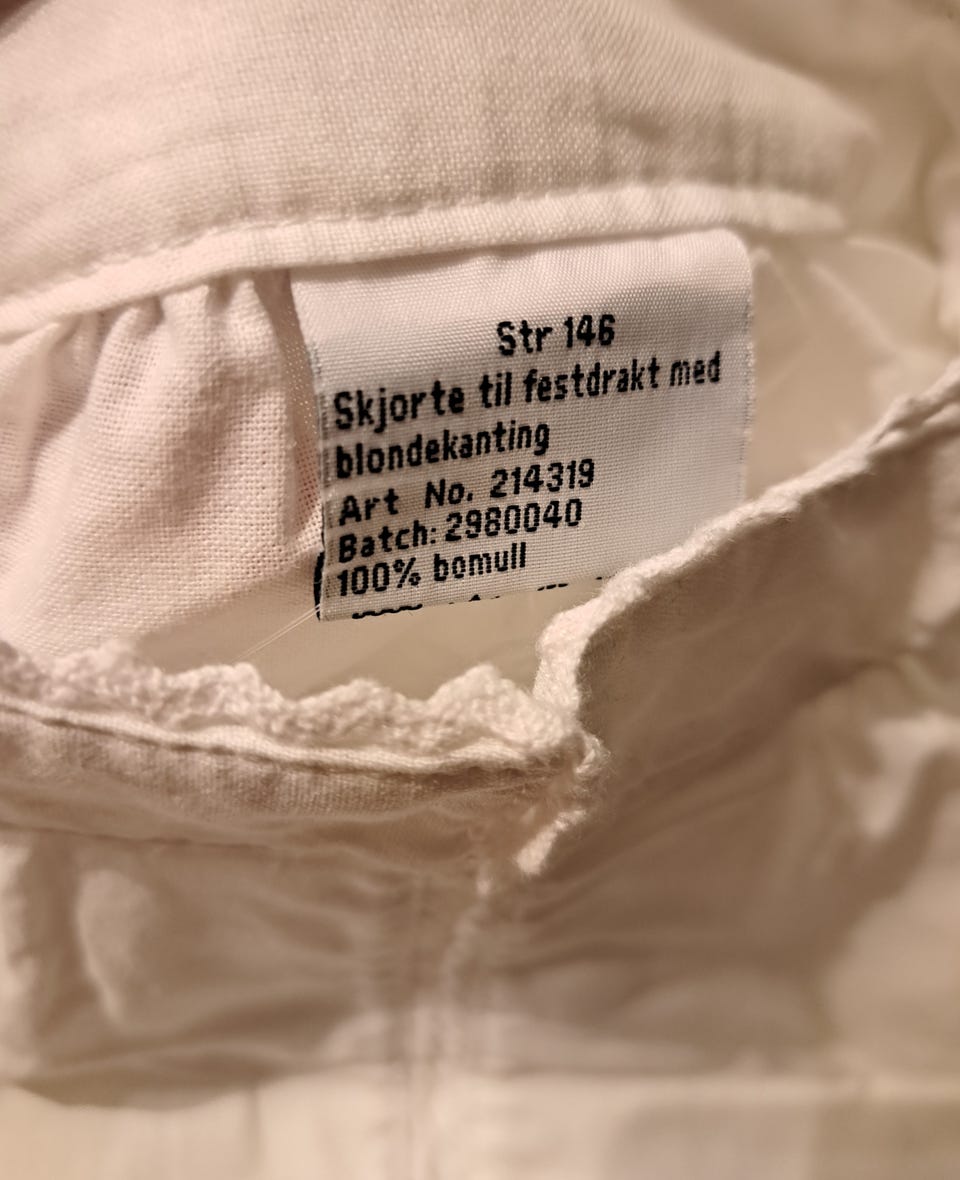 Str 146
Skjorte til festdrakt med
blondekanting
Art No. 214319
Batch: 2980040
100% bomull